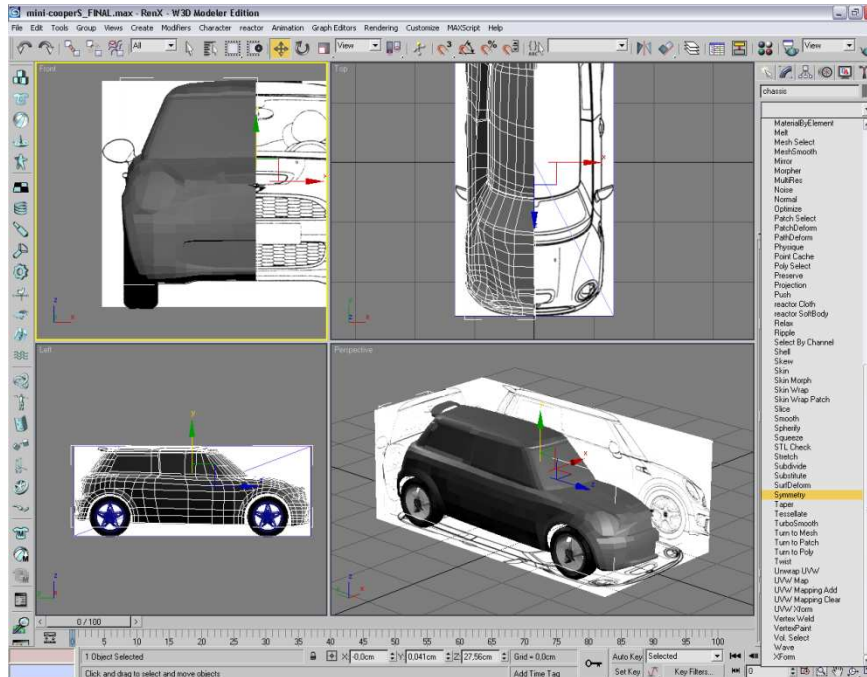 mini-cooperS_FINAL.max - RenX - W3D Modeler Edition
File Edit Tools Group Views Create Modifiers Character reactor Animation Graph Editors Rendering Customize MAXScript Help
All
View
View
Front
Top
chassis
MaterialByElement
Melt
Mesh Select
MeshSmooth
Mirror
Morpher
MultiRes
Noise
Normal
Optimize
Patch Select
PatchDeform
PathDeform
Physique
Point Cache
Poly Select
Preserve
Projection
Push
reactor Cloth
reactor SoftBody
Relax
Ripple
Select By Channel
Shell
Skew
Skin
Skin Morph
Skin Wrap
Skin Wrap Patch
Slice
Smooth
Spherify
Squeeze
STL Check
Stretch
Subdivide
Substitute
SurfDeform
Symmetry
Taper
Tessellate
TurboSmooth
Turn to Mesh
Turn to Patch
Turn to Poly
Twist
Unwrap UVW
UVW Map
UVW Mapping Add
UVW Mapping Clear
UVW Xform
Vertex Weld
VertexPaint
Vol. Select
Wave
XForm
Left
Perspective
0 / 100
0 5 10 15 20 25 30 35 40 45 50 55 60 65 70 75 80 85 90 95 100
1 Object Selected
X: -0,0cm Y: 0,041cm Z: 27,56cm Grid = 0,0cm
Auto Key Selected
Click and drag to select and move objects
Add Time Tag
Set Key Key Filters... 0